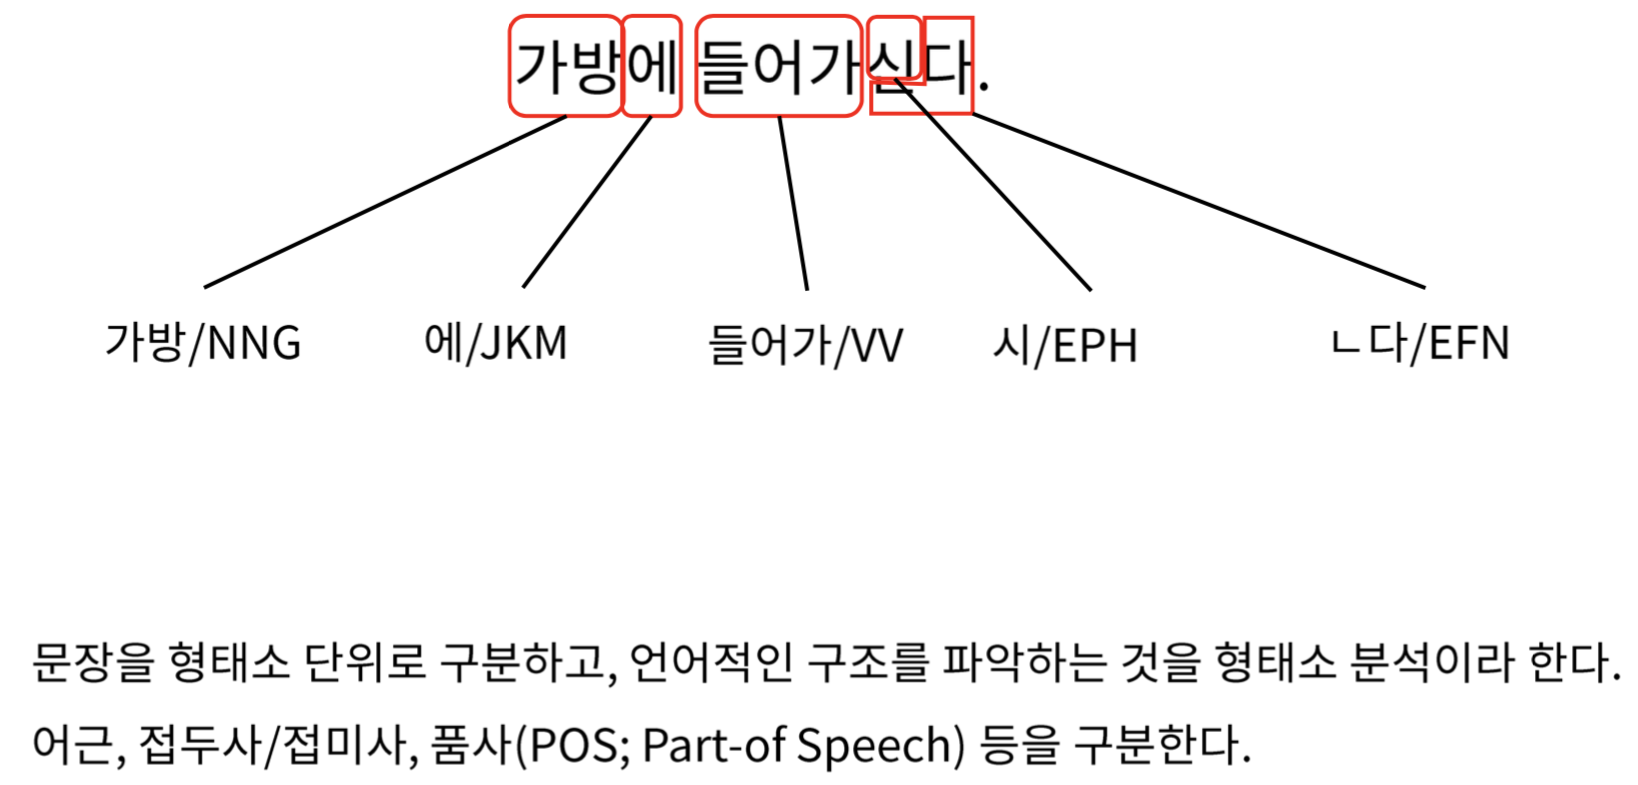 가방에 들어가신다.
가방/NNG 에/JKM 들어가/VV 시/EPH ㄴ다/EFN
문장을 형태소 단위로 구분하고, 언어적인 구조를 파악하는 것을 형태소 분석이라 한다.
어근, 접두사/접미사, 품사(POS; Part-of Speech) 등을 구분한다.